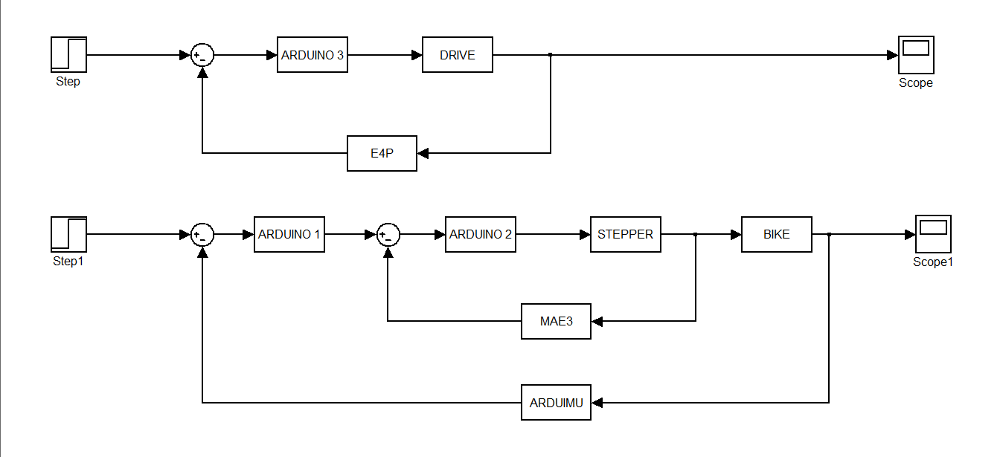 ARDUINO 3
DRIVE
Step
Scope
E4P
ARDUINO 1
ARDUINO 2
STEPPER
BIKE
Step1
Scope1
MAE3
ARDUIMU